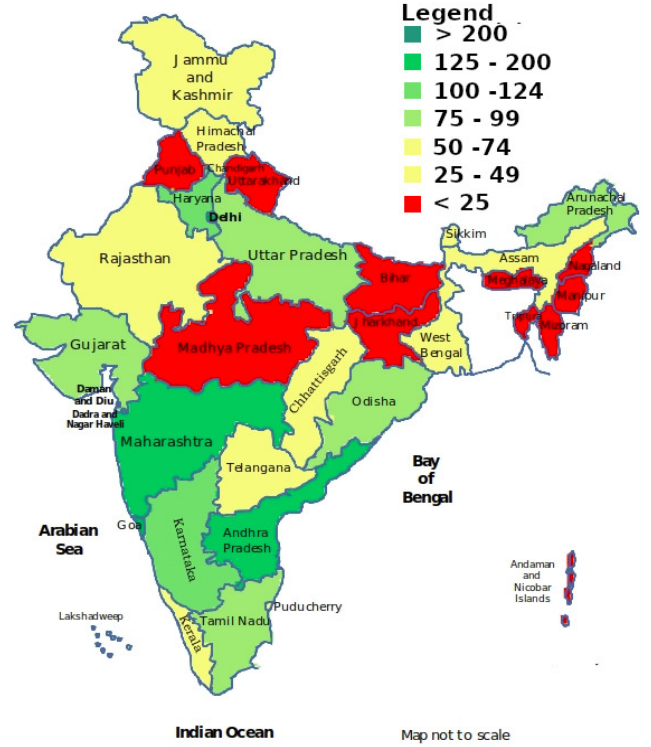 Legend
> 200
125 - 200
100 -124
75 - 99
50 -74
25 - 49
< 25
Jammu
and
Kashmir
Himachal
Pradesh
Punjab
Chandigarh
Uttarakhand
Haryana
Delhi
Arunachal
Pradesh
Sikkim
Rajasthan
Uttar Pradesh
Assam
Nagaland
Bihar
Meghalaya
Manipur
Tripura
Mizoram
Jharkhand
West
Bengal
Gujarat
Madhya Pradesh
Chhattisgarh
Daman
and Diu
Dadra and
Nagar Haveli
Odisha
Maharashtra
Telangana
Bay
of
Bengal
Arabian
Sea
Goa
Karnataka
Andhra
Pradesh
Andaman
and
Nicobar
Islands
Lakshadweep
Kerala
Tamil Nadu
Puducherry
Indian Ocean
Map not to scale